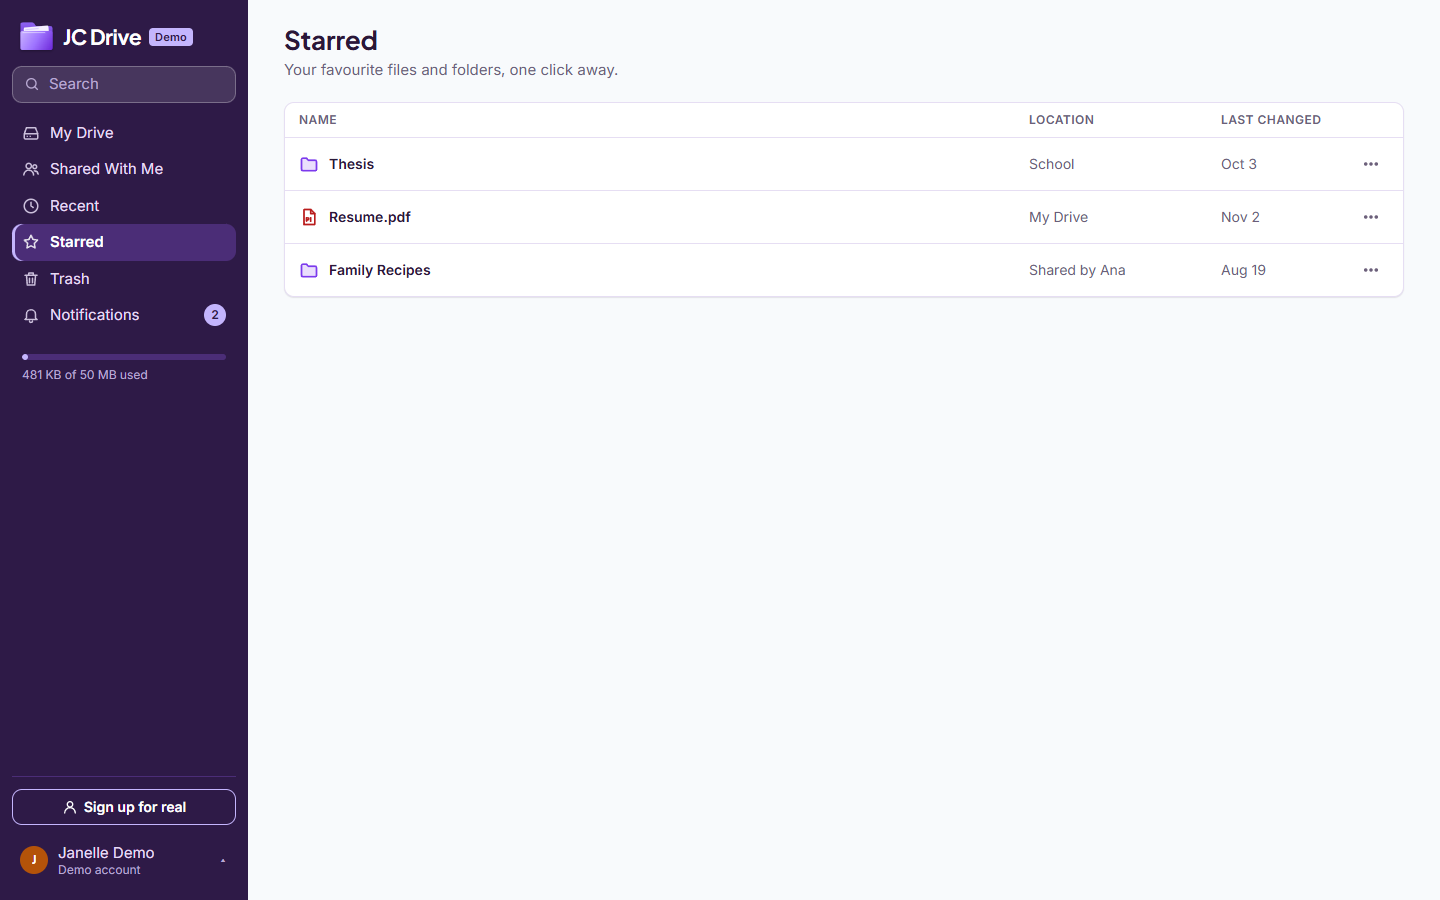 JC Drive Demo
Search
My Drive
Shared With Me
Recent
Starred
Trash
Notifications 2
481 KB of 50 MB used
Sign up for real
J
Janelle Demo
Demo account
Starred
Your favourite files and folders, one click away.
NAME LOCATION LAST CHANGED
Thesis School Oct 3
Resume.pdf My Drive Nov 2
Family Recipes Shared by Ana Aug 19